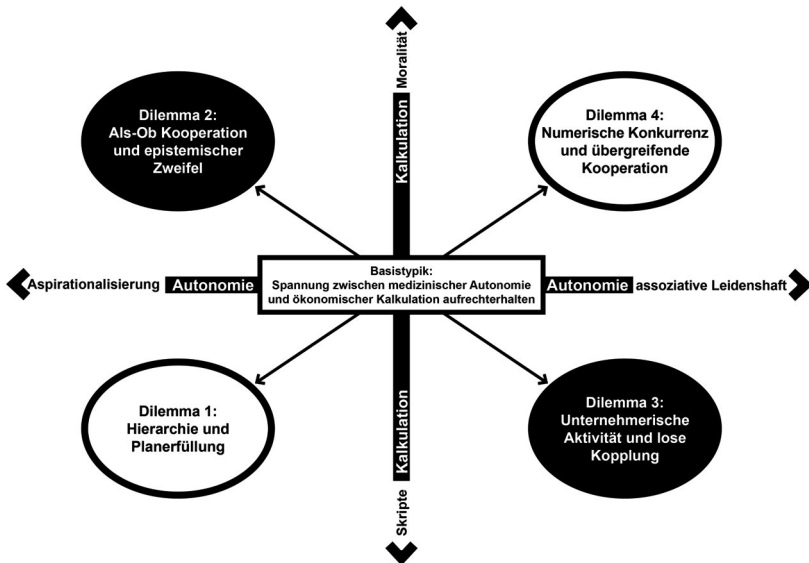 Moralität
Kalkulation
Dilemma 2:
Als-Ob Kooperation
und epistemischer
Zweifel
Dilemma 4:
Numerische Konkurrenz
und übergreifende
Kooperation
Aspirationalisierung
Autonomie
Basistypik:
Spannung zwischen medizinischer Autonomie
und ökonomischer Kalkulation aufrechterhalten
Autonomie
assoziative Leidenshaft
Dilemma 1:
Hierarchie und
Planerfüllung
Kalkulation
Skripte
Dilemma 3:
Unternehmerische
Aktivität und lose
Kopplung